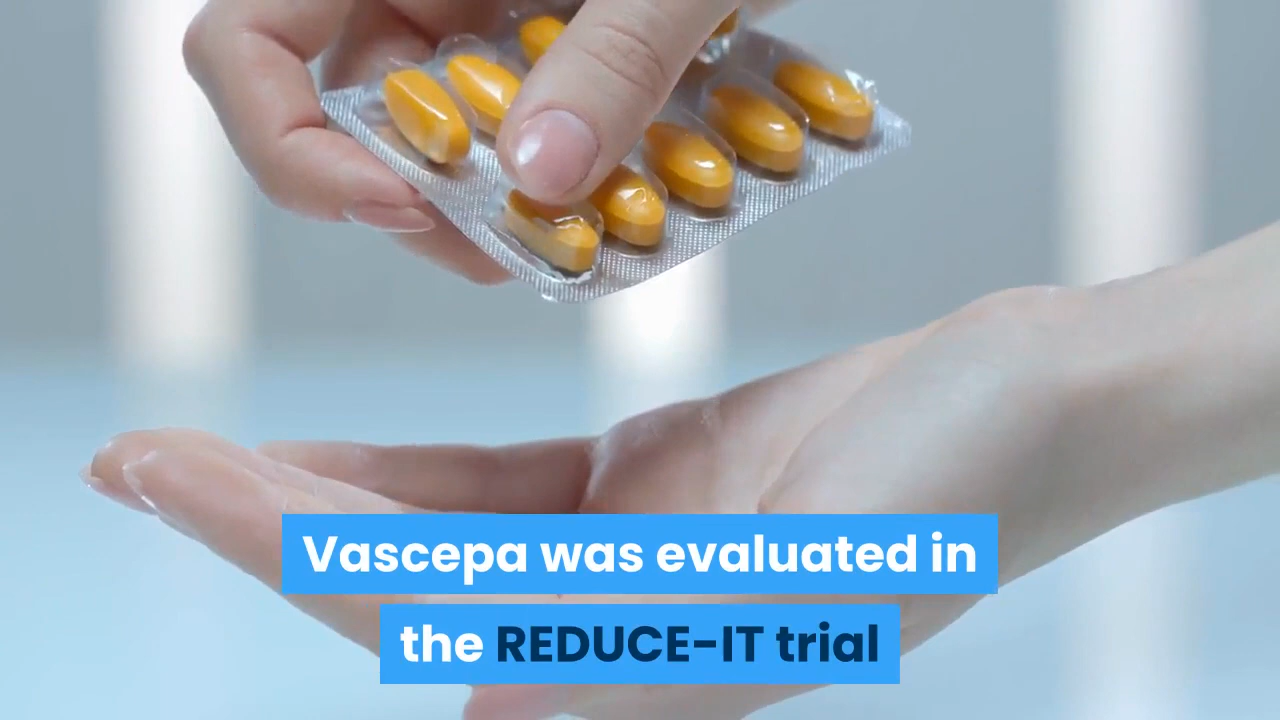 Vascepa was evaluated in
the REDUCE-IT trial